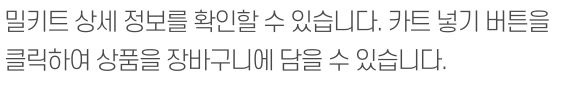 밀키트 상세 정보를 확인할 수 있습니다. 카트 넣기 버튼을
클릭하여 상품을 장바구니에 담을 수 있습니다.